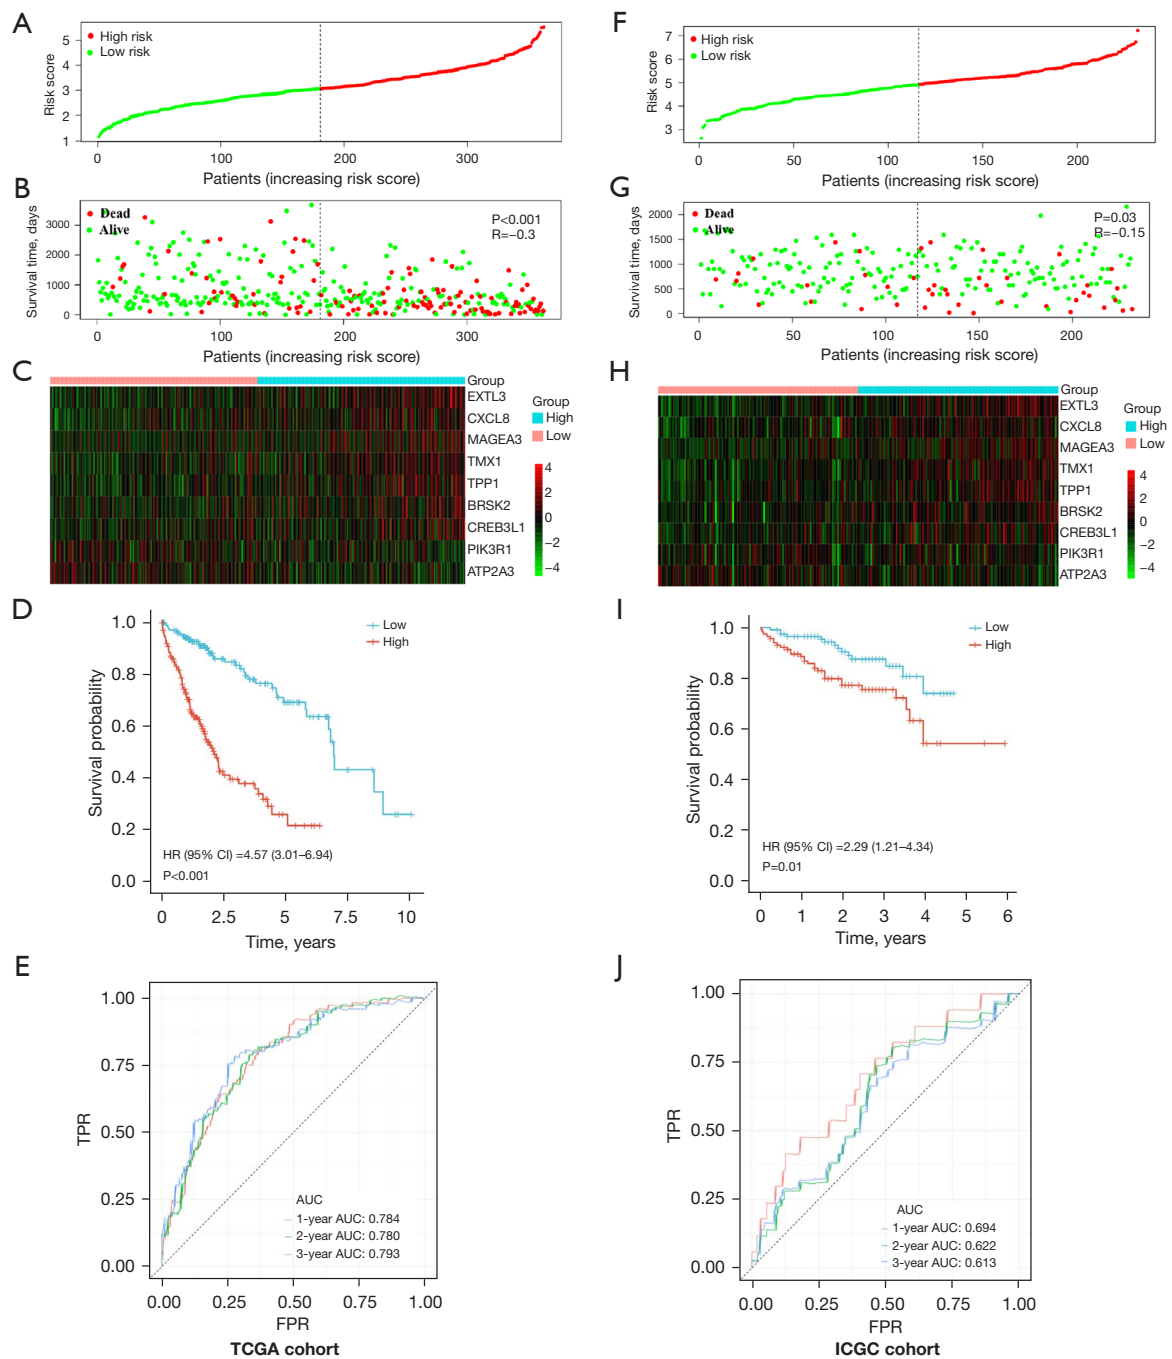 A
High risk
Low risk
Risk score
5
4
3
2
1
0
100
200
300
Patients (increasing risk score)
B
Dead
Alive
P<0.001
R=−0.3
Survival time, days
3000
2000
1000
0
0
100
200
300
Patients (increasing risk score)
C
Group
EXTL3
CXCL8
MAGEA3
TMX1
TPP1
BRSK2
CREB3L1
PIK3R1
ATP2A3
Group
High
Low
4
2
0
−2
−4
D
1.0
0.8
0.6
0.4
0.2
0.0
Survival probability
Low
High
HR (95% CI) =4.57 (3.01–6.94)
P<0.001
0
2.5
5
7.5
10
Time, years
E
1.00
0.75
0.50
0.25
0.00
TPR
AUC
1-year AUC: 0.784
2-year AUC: 0.780
3-year AUC: 0.793
0.00
0.25
0.50
0.75
1.00
FPR
TCGA cohort
F
High risk
Low risk
Risk score
7
6
5
4
3
0
50
100
150
200
Patients (increasing risk score)
G
Dead
Alive
P=0.03
R=−0.15
Survival time, days
2000
1500
1000
500
0
0
50
100
150
200
Patients (increasing risk score)
H
Group
EXTL3
CXCL8
MAGEA3
TMX1
TPP1
BRSK2
CREB3L1
PIK3R1
ATP2A3
Group
High
Low
4
2
0
−2
−4
I
1.0
0.8
0.6
0.4
0.2
0.0
Survival probability
Low
High
HR (95% CI) =2.29 (1.21–4.34)
P=0.01
0
1
2
3
4
5
6
Time, years
J
1.00
0.75
0.50
0.25
0.00
TPR
AUC
1-year AUC: 0.694
2-year AUC: 0.622
3-year AUC: 0.613
0.00
0.25
0.50
0.75
1.00
FPR
ICGC cohort